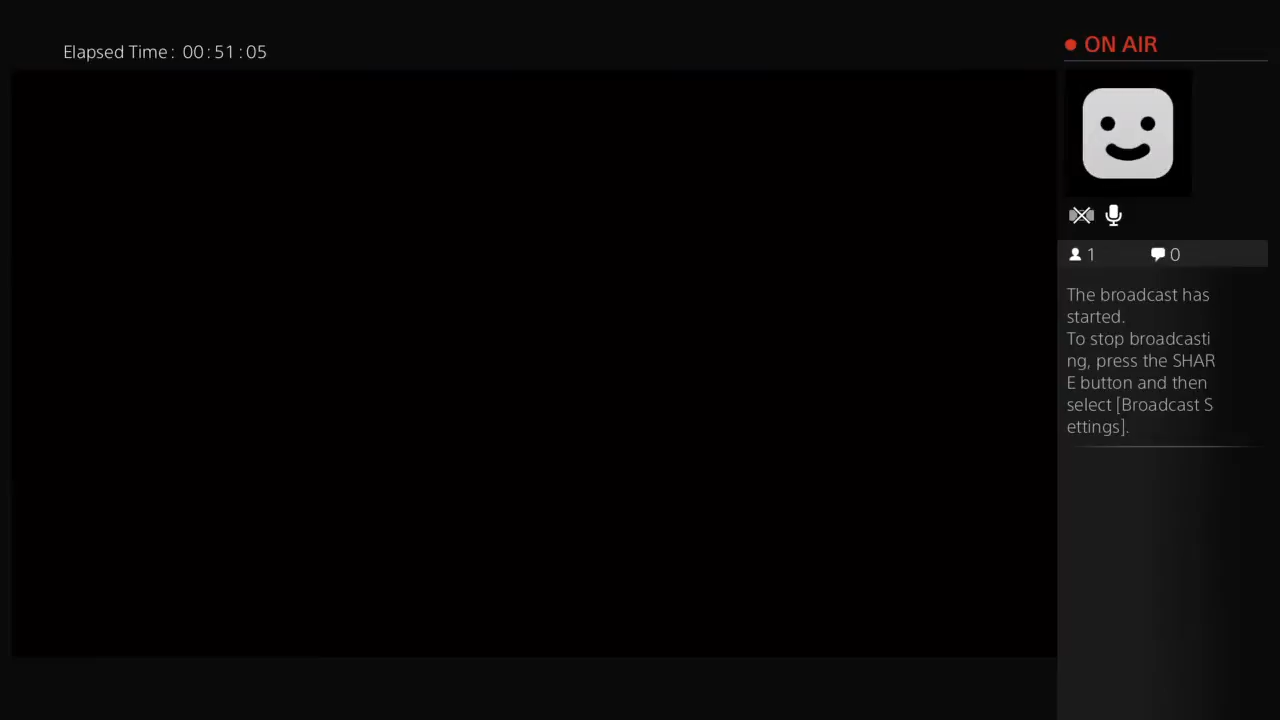 Elapsed Time: 00:51:05
ON AIR
1
0
The broadcast has
started.
To stop broadcasti
ng, press the SHAR
E button and then
select [Broadcast S
ettings].